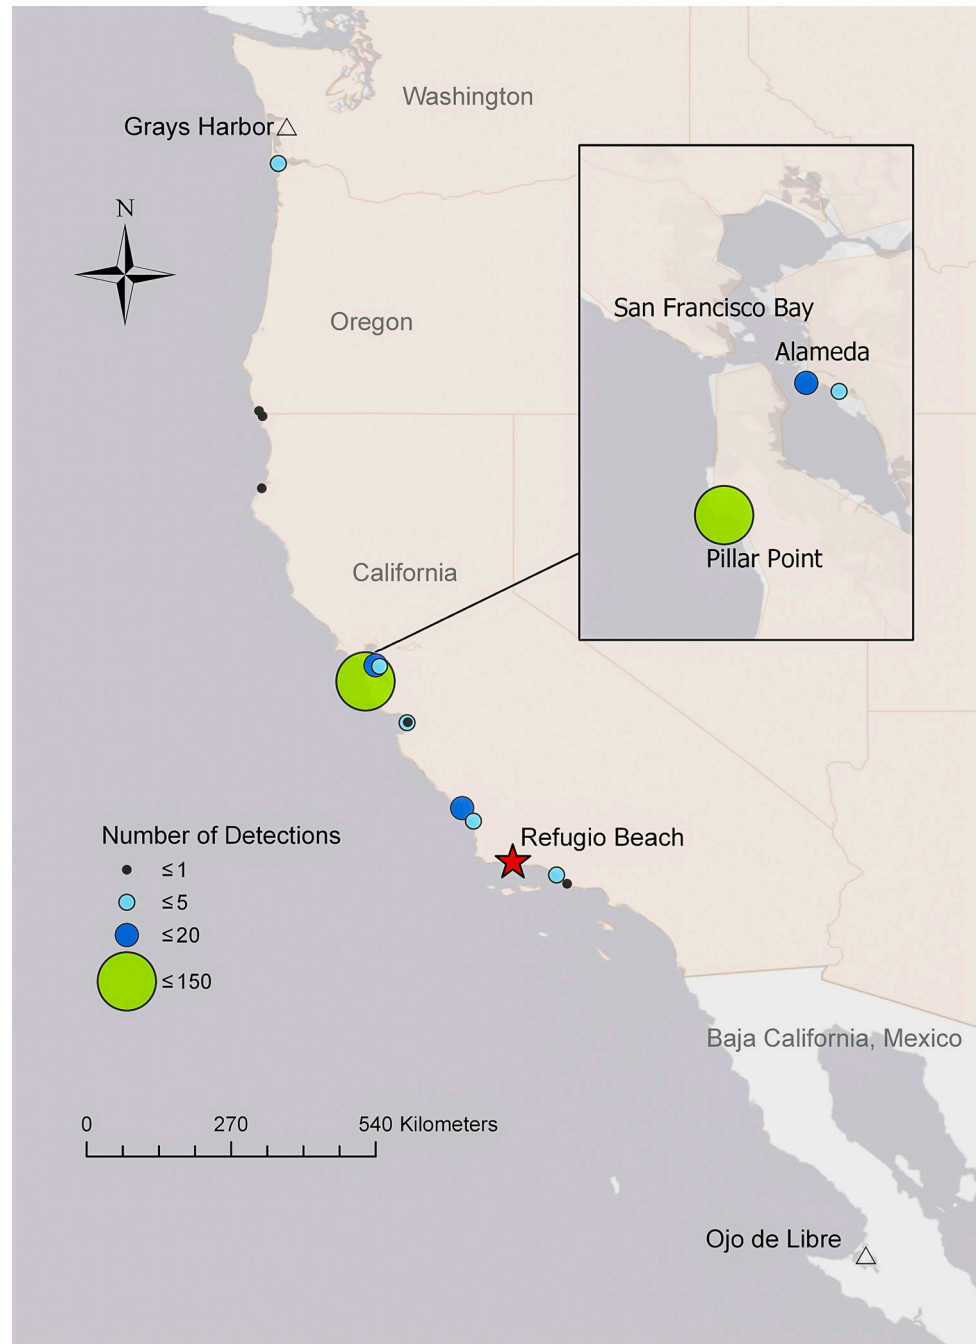 Washington
Grays Harbor
N
San Francisco Bay
Oregon
Alameda
Pillar Point
California
Number of Detections
Refugio Beach
≤ 1
≤ 5
≤ 20
≤ 150
Baja California, Mexico
0 270 540 Kilometers
Ojo de Libre